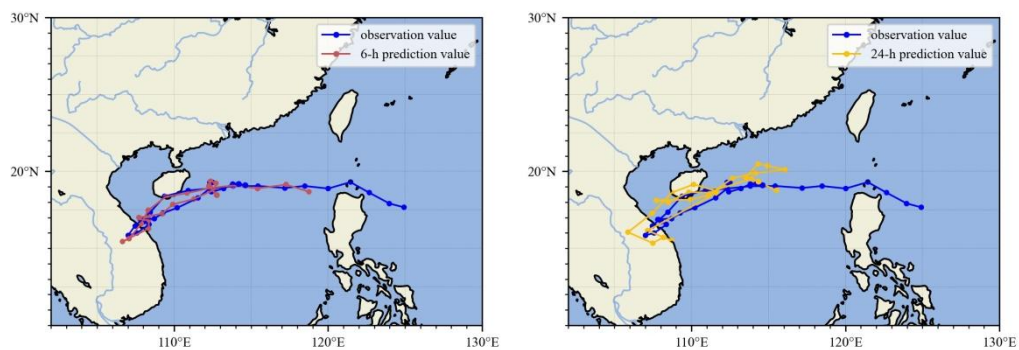 30°N
observation value
6-h prediction value
20°N
110°E
120°E
130°E
30°N
observation value
24-h prediction value
20°N
110°E
120°E
130°E